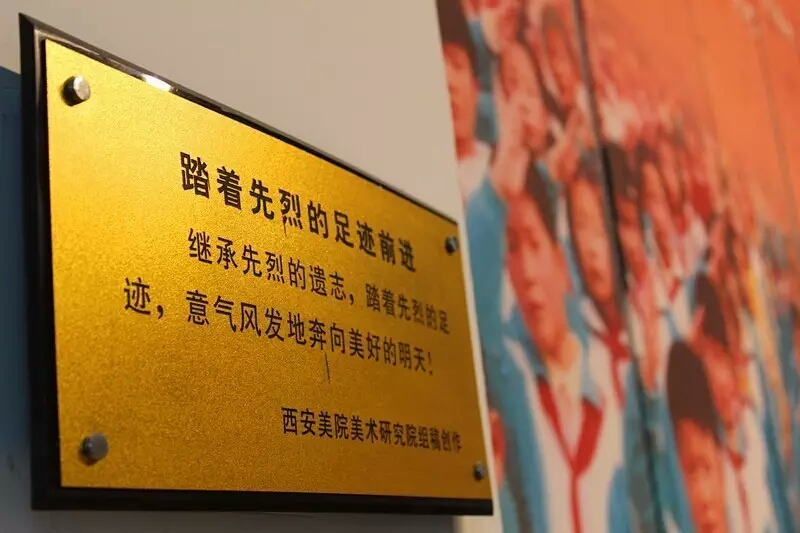 踏着先烈的足迹前进
继承先烈的遗志，踏着先烈的足
迹，意气风发地奔向美好的明天！
西安美院美术研究院组稿创作